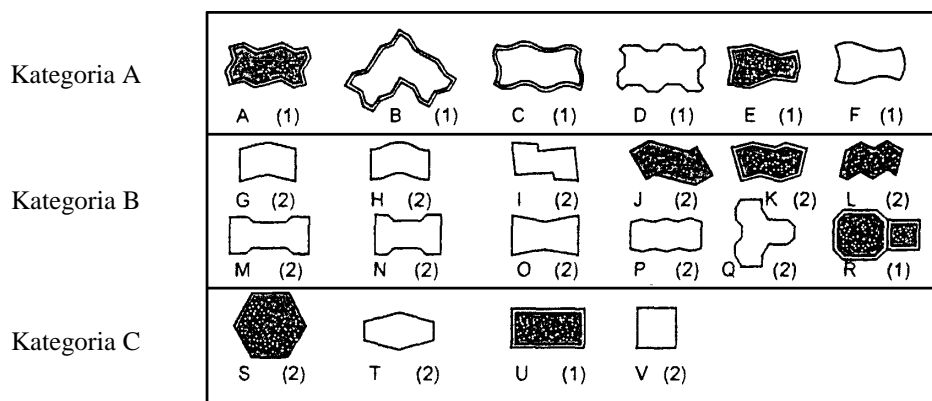 Kategoria A
A (1) B (1) C (1) D (1) E (1) F (1)
Kategoria B
G (2) H (2) I (2) J (2) K (2) L (2)
M (2) N (2) O (2) P (2) Q (2) R (1)
Kategoria C
S (2) T (2) U (1) V (2)